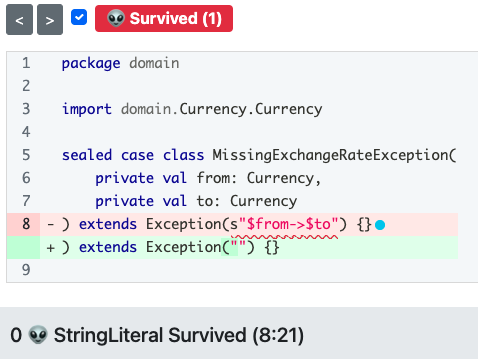 < > 👽 Survived (1)
1 package domain
2
3 import domain.Currency.Currency
4
5 sealed case class MissingExchangeRateException(
6     private val from: Currency,
7     private val to: Currency
8 - ) extends Exception(s"$from->$to") {}
+ ) extends Exception("") {}
9
0 👽 StringLiteral Survived (8:21)